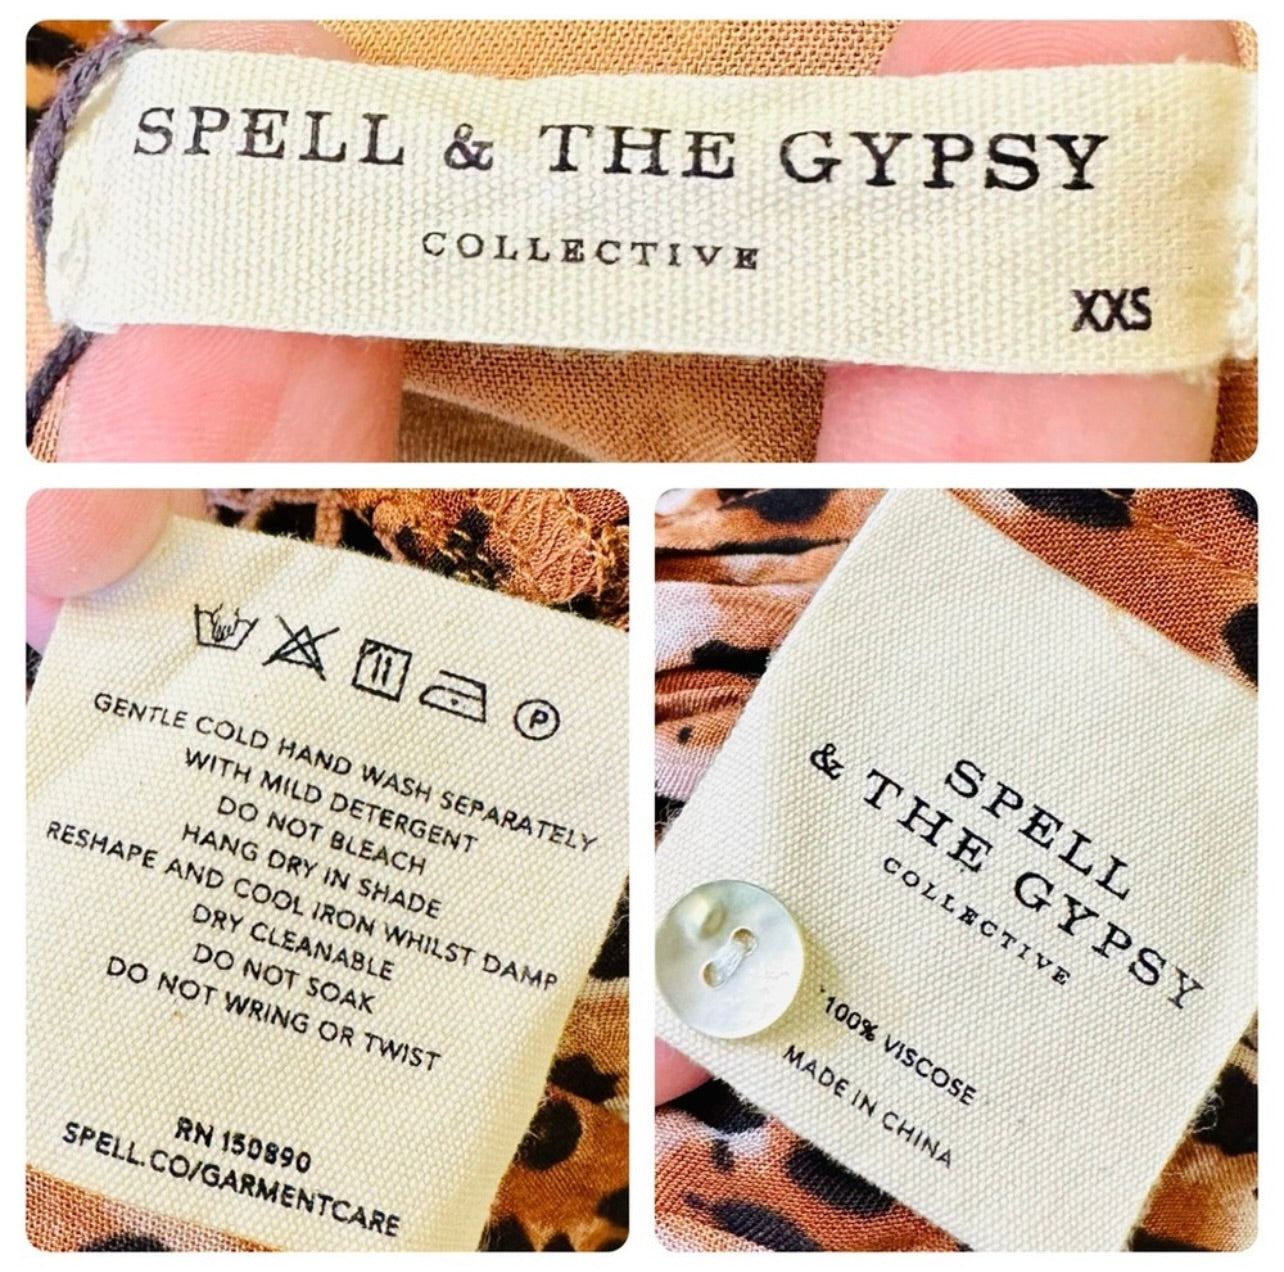 SPELL & THE GYPSY
COLLECTIVE
XXS
GENTLE COLD HAND WASH SEPARATELY
WITH MILD DETERGENT
DO NOT BLEACH
HANG DRY IN SHADE
RESHAPE AND COOL IRON WHILST DAMP
DRY CLEANABLE
DO NOT SOAK
DO NOT WRING OR TWIST
RN 150890
SPELL.CO/GARMENTCARE
P
SPELL
& THE GYPSY
COLLECTIVE
100% VISCOSE
MADE IN CHINA